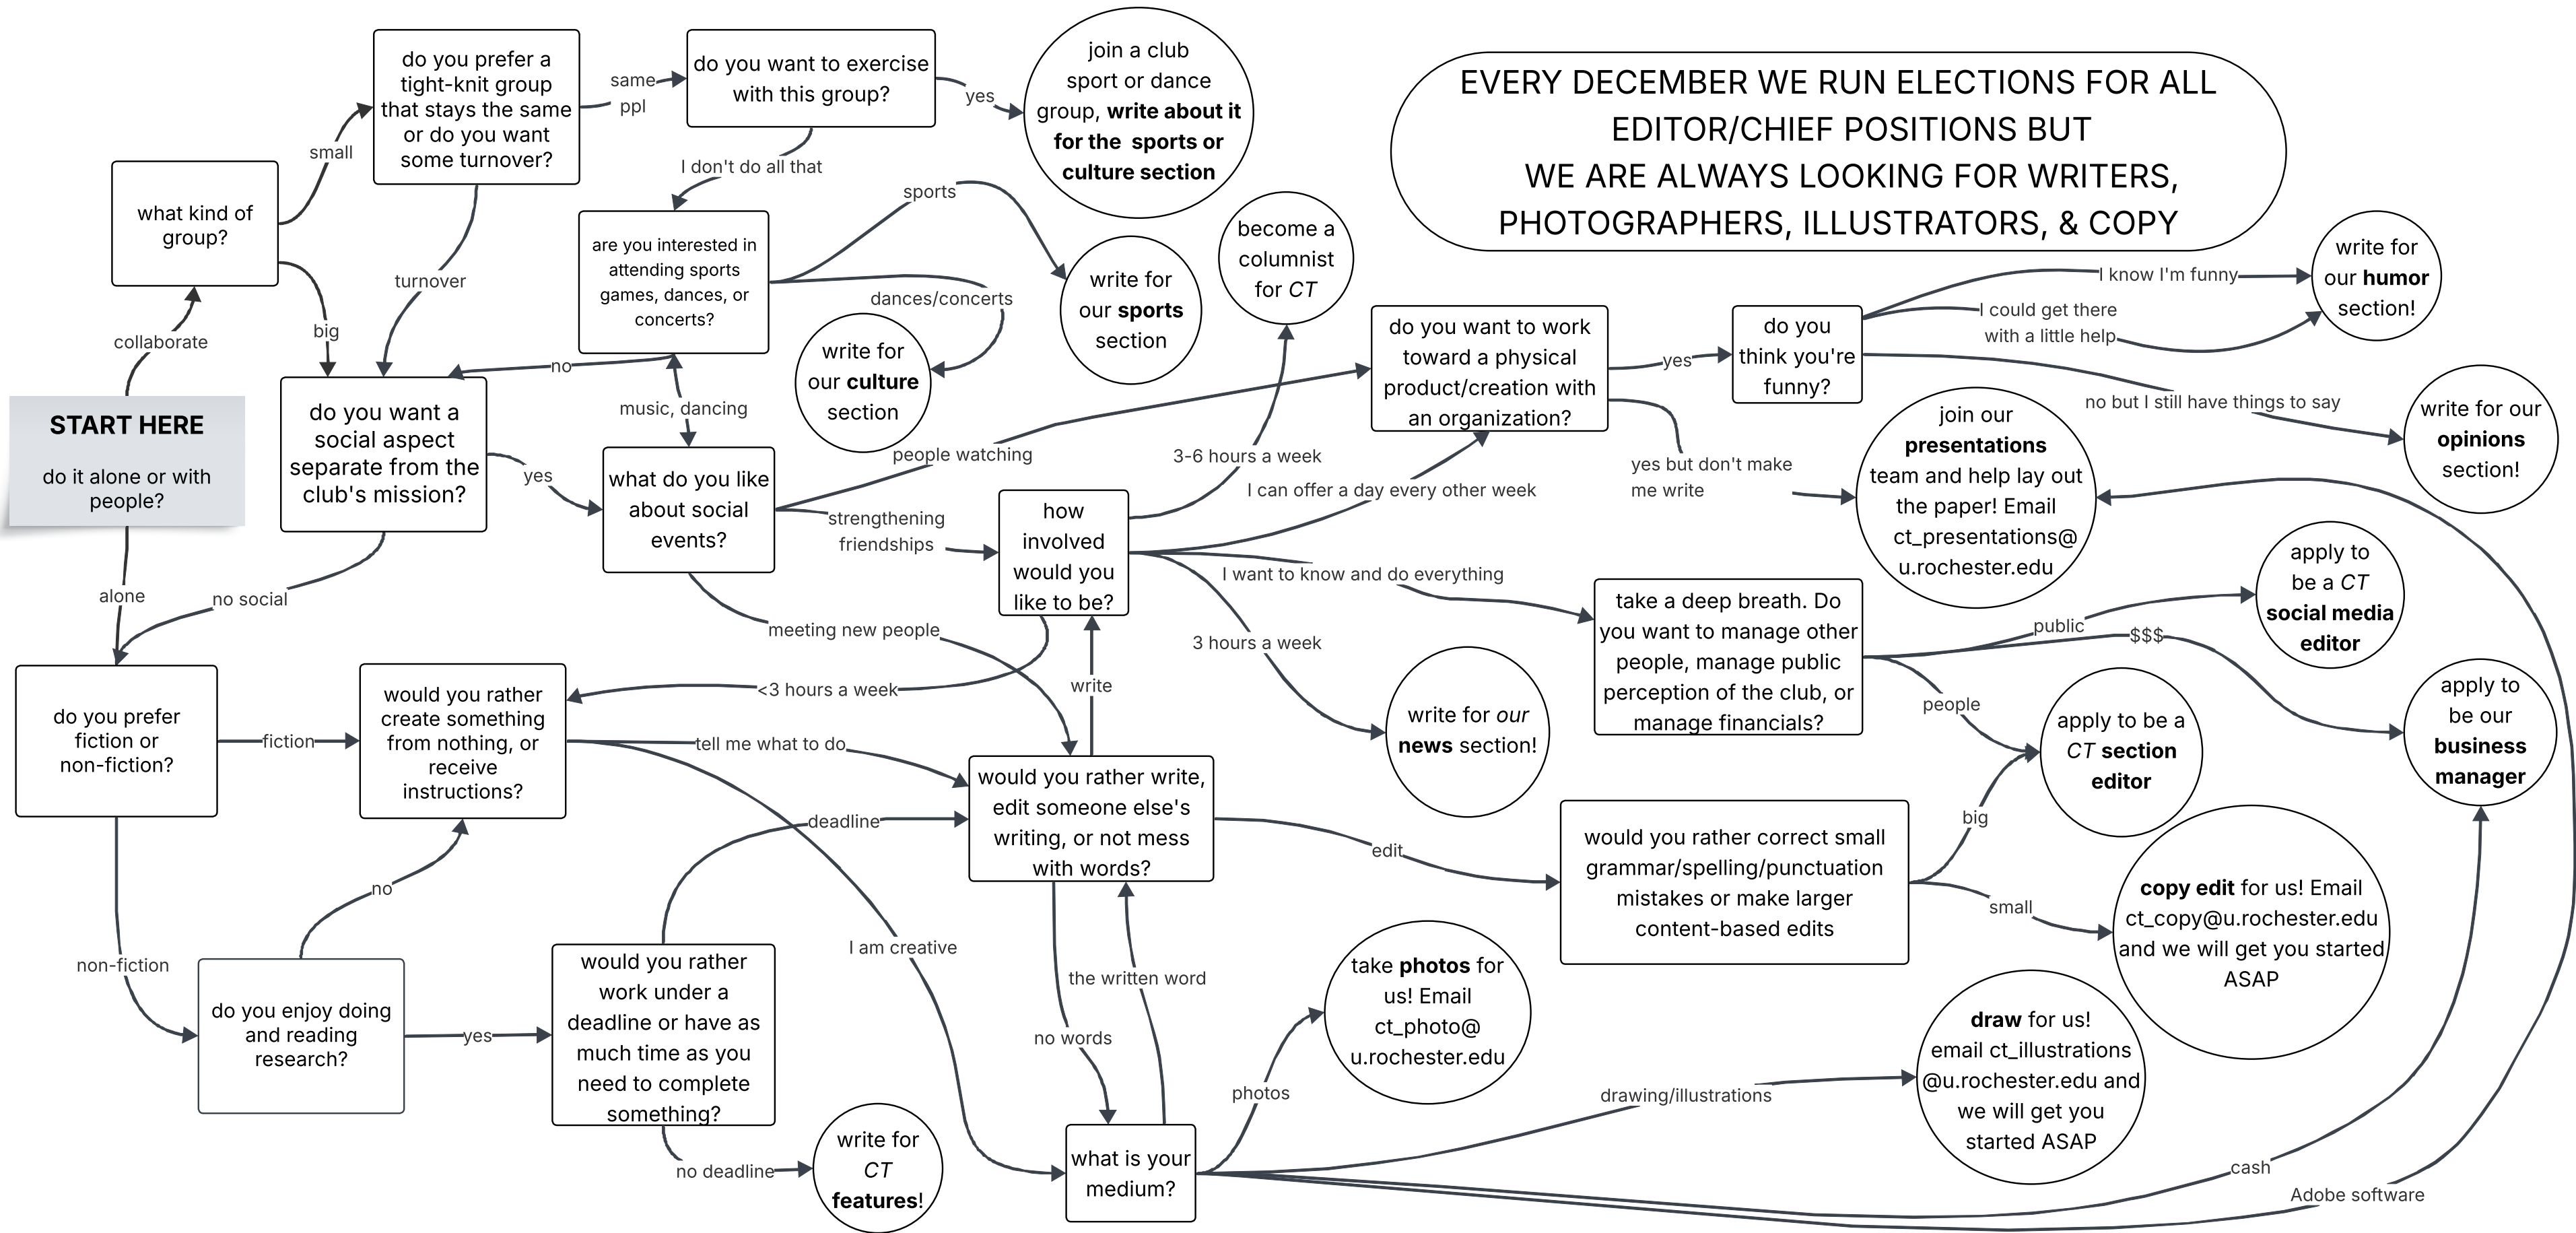 do you prefer a
tight-knit group
that stays the same
or do you want
some turnover?
same
ppl
do you want to exercise
with this group?
yes
join a club
sport or dance
group, write about it
for the sports or
culture section
EVERY DECEMBER WE RUN ELECTIONS FOR ALL
EDITOR/CHIEF POSITIONS BUT
WE ARE ALWAYS LOOKING FOR WRITERS,
PHOTOGRAPHERS, ILLUSTRATORS, & COPY
small
I don't do all that
what kind of
group?
sports
are you interested in
attending sports
games, dances, or
concerts?
become a
columnist
for CT
write for
our humor
section!
turnover
big
collaborate
dances/concerts
write for
our sports
section
I know I'm funny
I could get there
with a little help
do you want to work
toward a physical
product/creation with
an organization?
yes
do you
think you're
funny?
no
write for
our culture
section
START HERE
do it alone or with
people?
do you want a
social aspect
separate from the
club's mission?
music, dancing
no but I still have things to say
write for our
opinions
section!
join our
presentations
team and help lay out
the paper! Email
ct_presentations@
u.rochester.edu
yes
what do you like
about social
events?
people watching
3-6 hours a week
I can offer a day every other week
yes but don't make
me write
strengthening
friendships
how
involved
would you
like to be?
alone
no social
I want to know and do everything
apply to
be a CT
social media
editor
take a deep breath. Do
you want to manage other
people, manage public
perception of the club, or
manage financials?
public
$$$
meeting new people
3 hours a week
<3 hours a week
write
people
do you prefer
fiction or
non-fiction?
fiction
would you rather
create something
from nothing, or
receive
instructions?
tell me what to do
write for our
news section!
apply to be a
CT section
editor
apply to
be our
business
manager
would you rather write,
edit someone else's
writing, or not mess
with words?
deadline
edit
would you rather correct small
grammar/spelling/punctuation
mistakes or make larger
content-based edits
big
small
copy edit for us! Email
ct_copy@u.rochester.edu
and we will get you started
ASAP
no
non-fiction
do you enjoy doing
and reading
research?
yes
would you rather
work under a
deadline or have as
much time as you
need to complete
something?
I am creative
the written word
no words
take photos for
us! Email
ct_photo@
u.rochester.edu
photos
drawing/illustrations
draw for us!
email ct_illustrations
@u.rochester.edu and
we will get you
started ASAP
no deadline
write for
CT
features!
what is your
medium?
cash
Adobe software